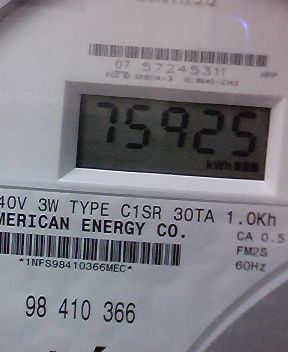 07 57245311
75925
kWh
40V 3W TYPE C1SR 30TA 1.0Kh
MERICAN ENERGY CO.
CA 0.5
FM2S
*1NFS98410366MEC*
60Hz
98 410 366